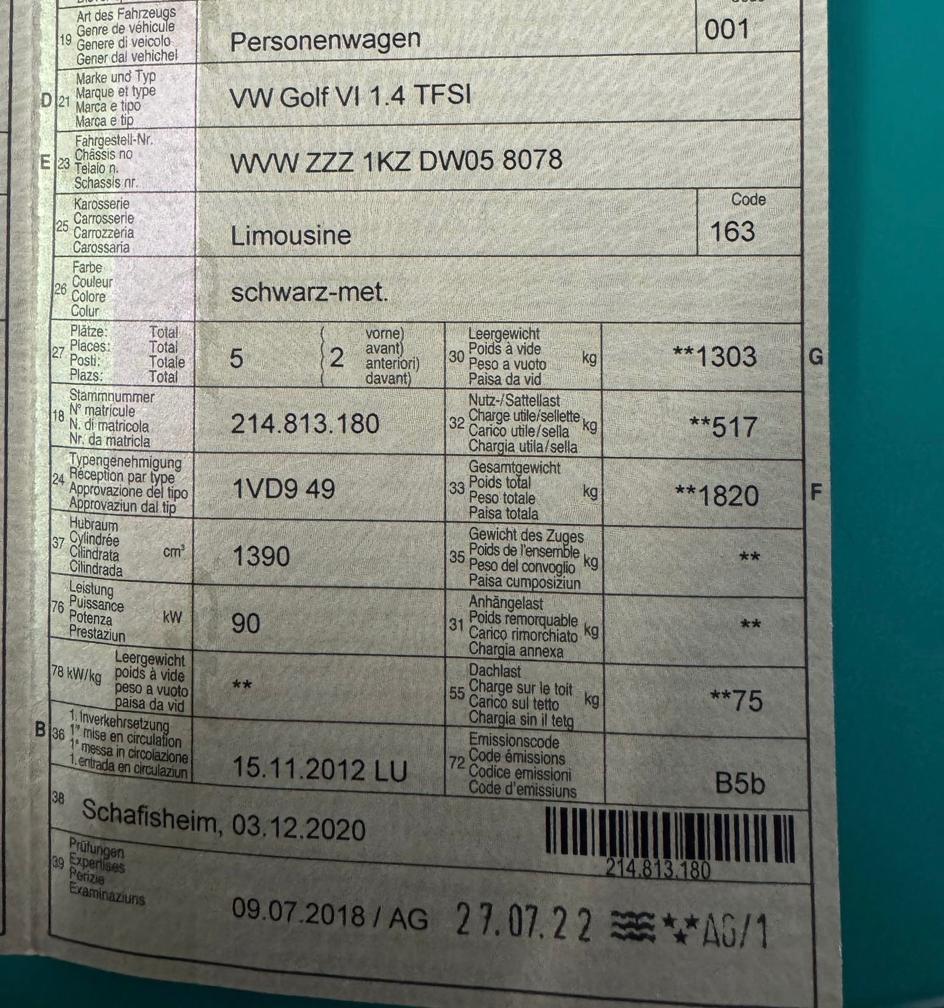 Art des Fahrzeugs
Genre de véhicule
19 Genere di veicolo
Gener dal vehichel
Personenwagen
001
Marke und Typ
D 21 Marque et type
Marca e tipo
Marca e tip
VW Golf VI 1.4 TFSI
Fahrgestell-Nr.
E 23 Châssis no
Telaio n.
Schassis nr.
WVW ZZZ 1KZ DW05 8078
Karosserie
25 Carrosserie
Carrozzeria
Carossaria
Limousine
Code
163
Farbe
26 Couleur
Colore
Colur
schwarz-met.
27 Plätze: Total
Places: Total
Posti: Totale
Plazs: Total
5 ( 2 vorne)
avant)
anteriori)
davant)
Leergewicht
30 Poids à vide kg
Peso a vuoto
Paisa da vid
**1303 G
Stammnummer
18 N° matricule
N. di matricola
Nr. da matricla
214.813.180
Nutz-/Sattellast
32 Charge utile/sellette kg
Carico utile/sella
Chargia utila/sella
**517
Typengenehmigung
24 Réception par type
Approvazione del tipo
Approvaziun dal tip
1VD9 49
Gesamtgewicht
33 Poids total kg
Peso totale
Paisa totala
**1820 F
Hubraum
37 Cylindrée cm³
Cilindrata
Cilindrada
1390
Gewicht des Zuges
35 Poids de l'ensemble kg
Peso del convoglio
Paisa cumposiziun
**
Leistung
76 Puissance kW
Potenza
Prestaziun
90
Anhängelast
31 Poids remorquable kg
Carico rimorchiato
Chargia annexa
**
Leergewicht
78 kW/kg poids à vide
peso a vuoto
paisa da vid
**
Dachlast
55 Charge sur le toit kg
Carico sul tetto
Chargia sin il tetg
**75
1. Inverkehrsetzung
B 36 1re mise en circulation
1a messa in circolazione
1. entrada en circulaziun
15.11.2012 LU
Emissionscode
72 Code émissions
Codice emissioni
Code d'emissiuns
B5b
38 Schafisheim, 03.12.2020
214.813.180
Prüfungen
39 Expertises
Perizie
Examinaziuns
09.07.2018 / AG 27.07.22 AG/1